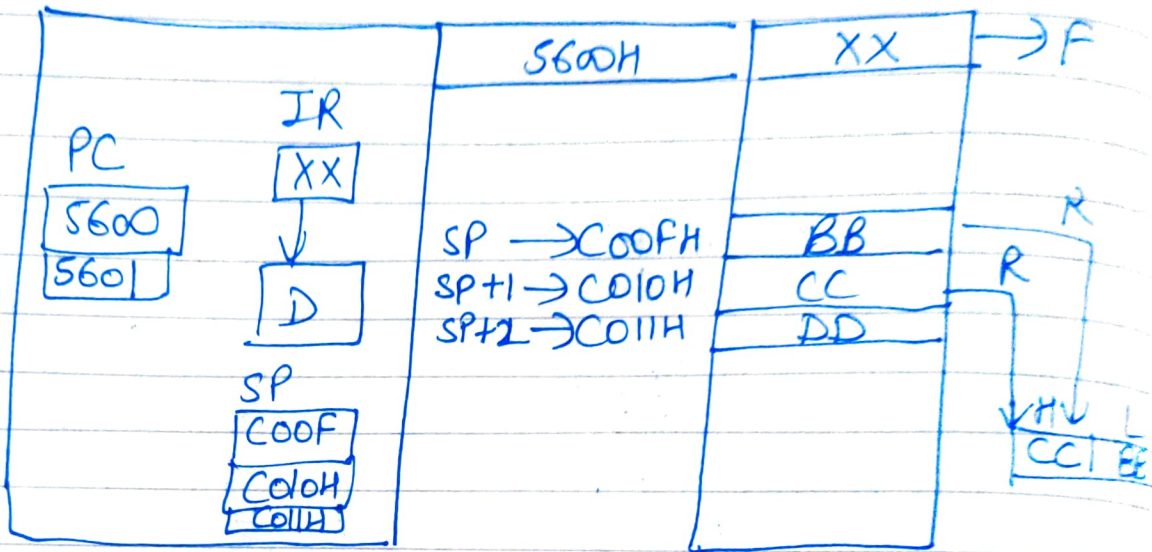 5600H XX → F
IR
PC
XX
5600
5601
D
SP → C00FH BB R
SP+1 → C010H CC R
SP+2 → C011H DD
SP
C00F
C010H
C011H
H L
CC